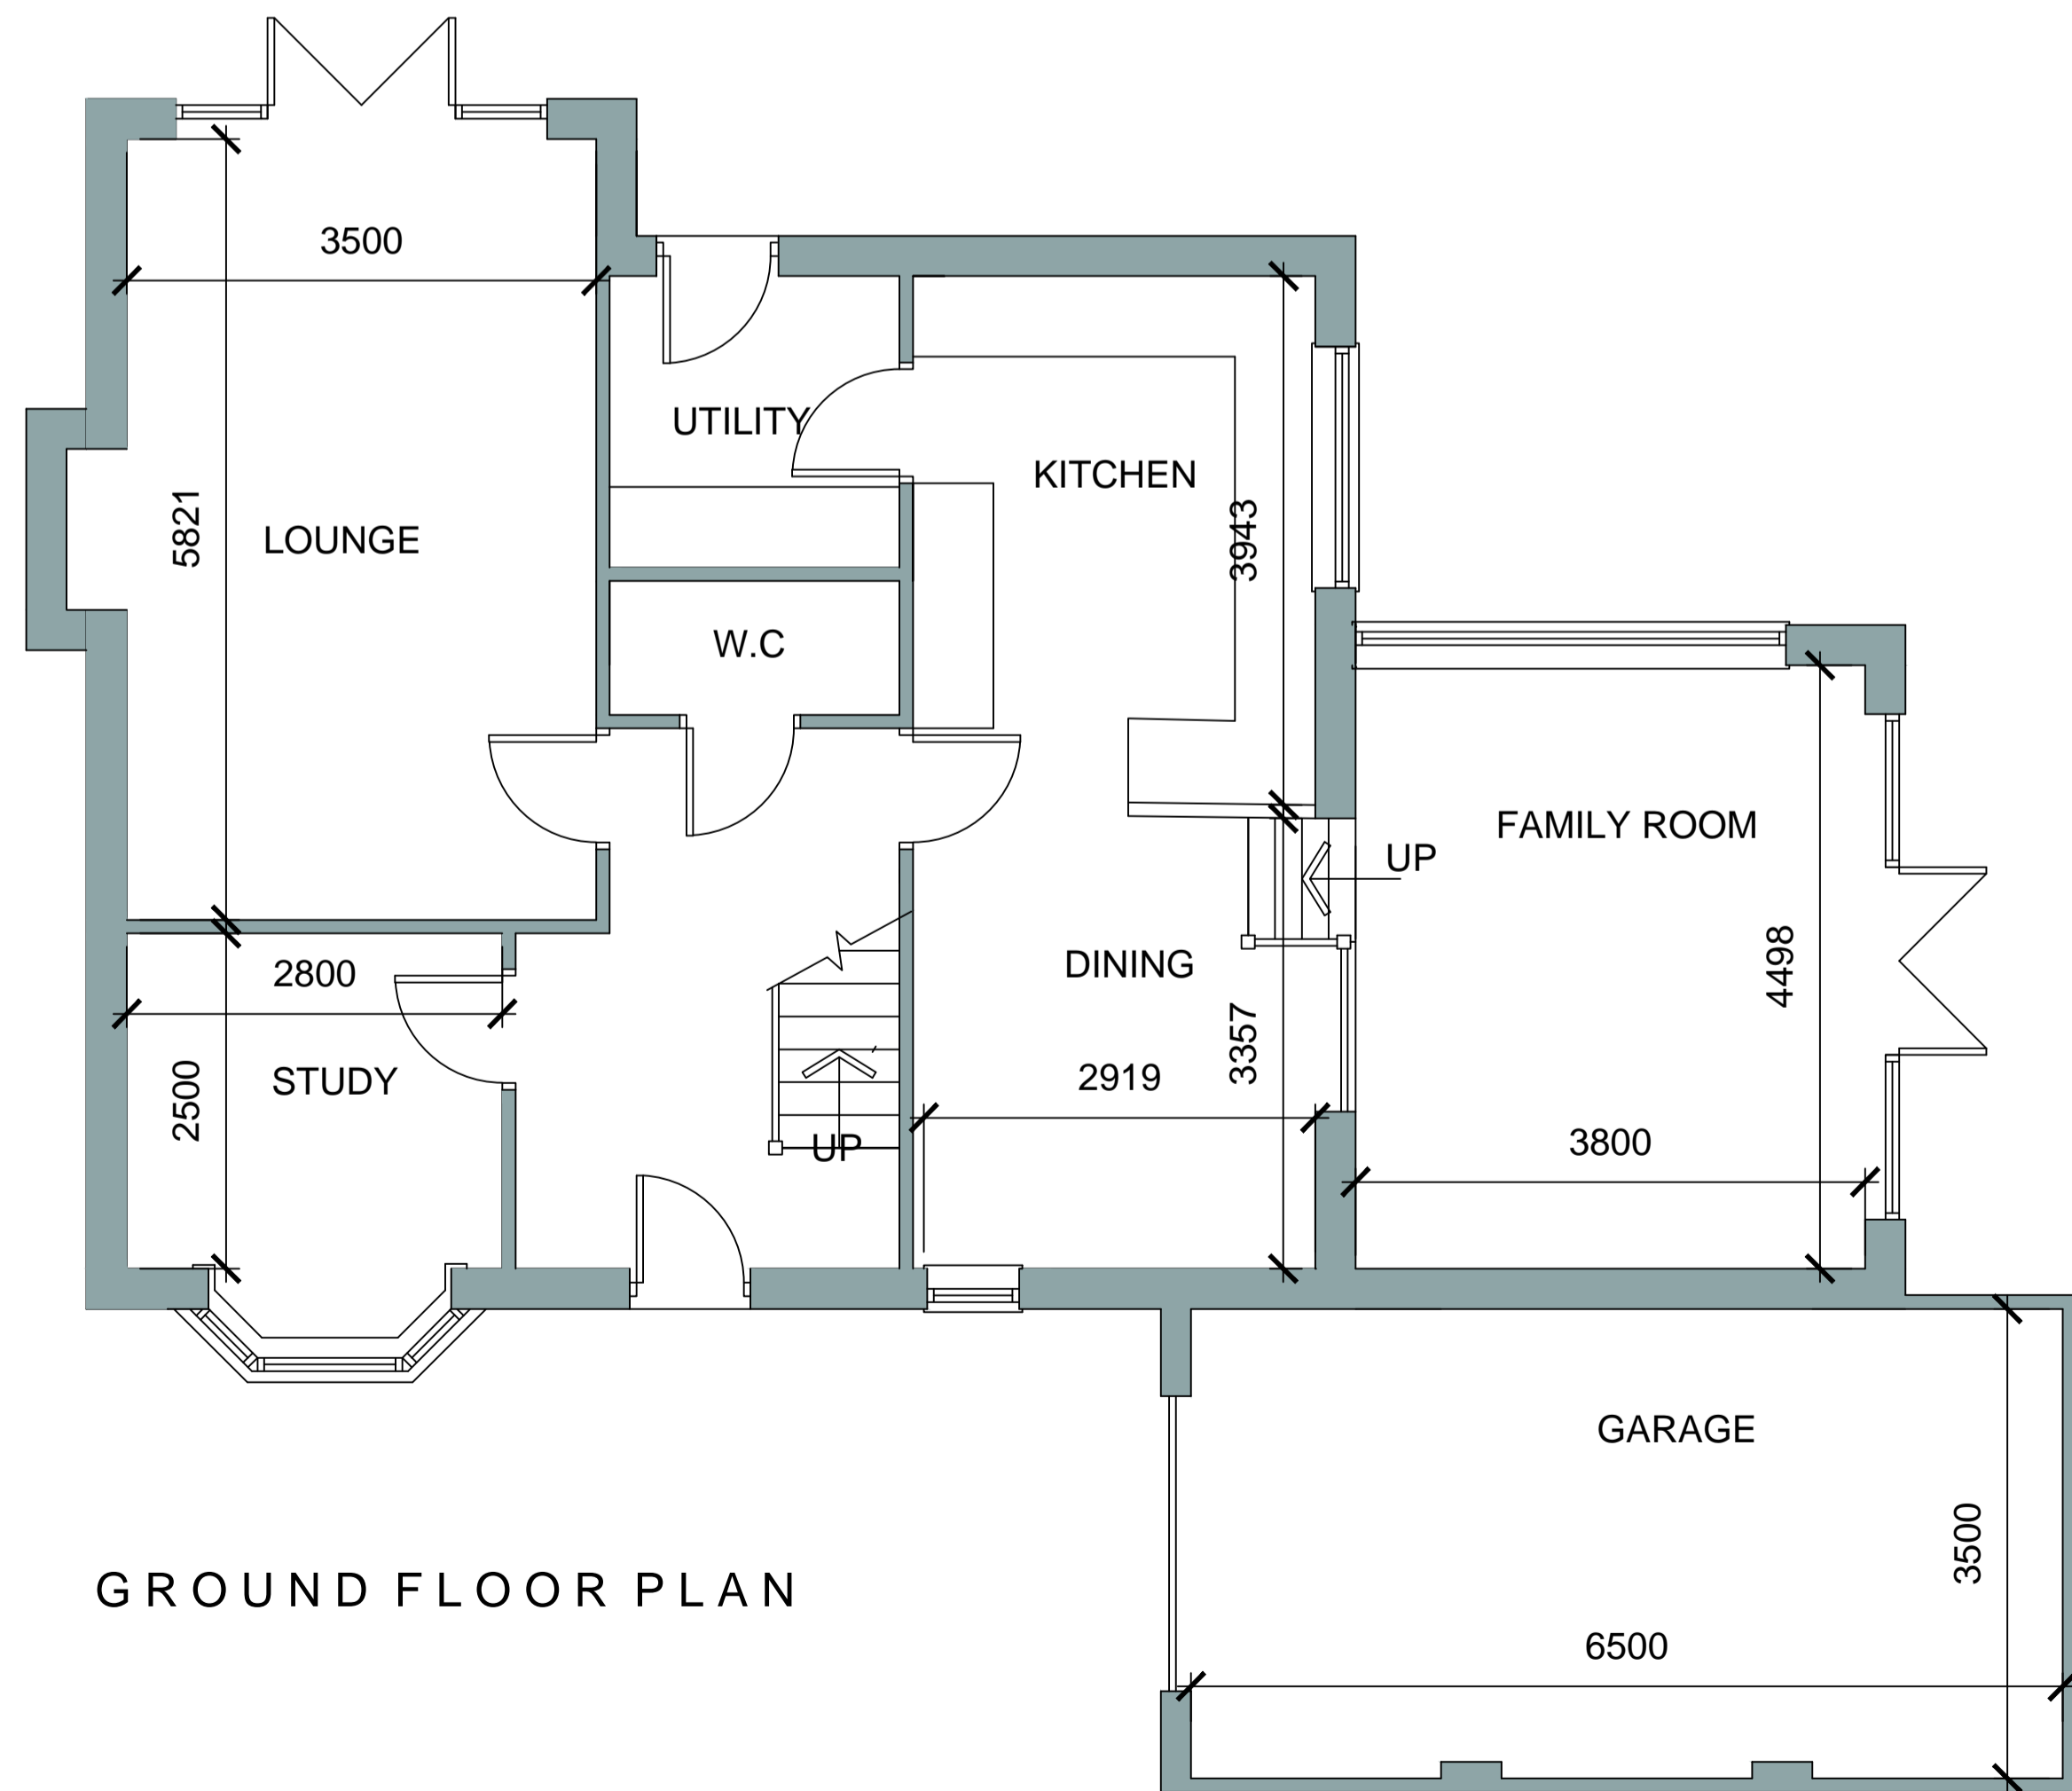 3500
UTILITY
KITCHEN
5821
LOUNGE
3943
W.C
FAMILY ROOM
UP
2800
DINING
4498
STUDY
2500
2919
3357
UP
3800
GARAGE
3500
GROUND FLOOR PLAN
6500